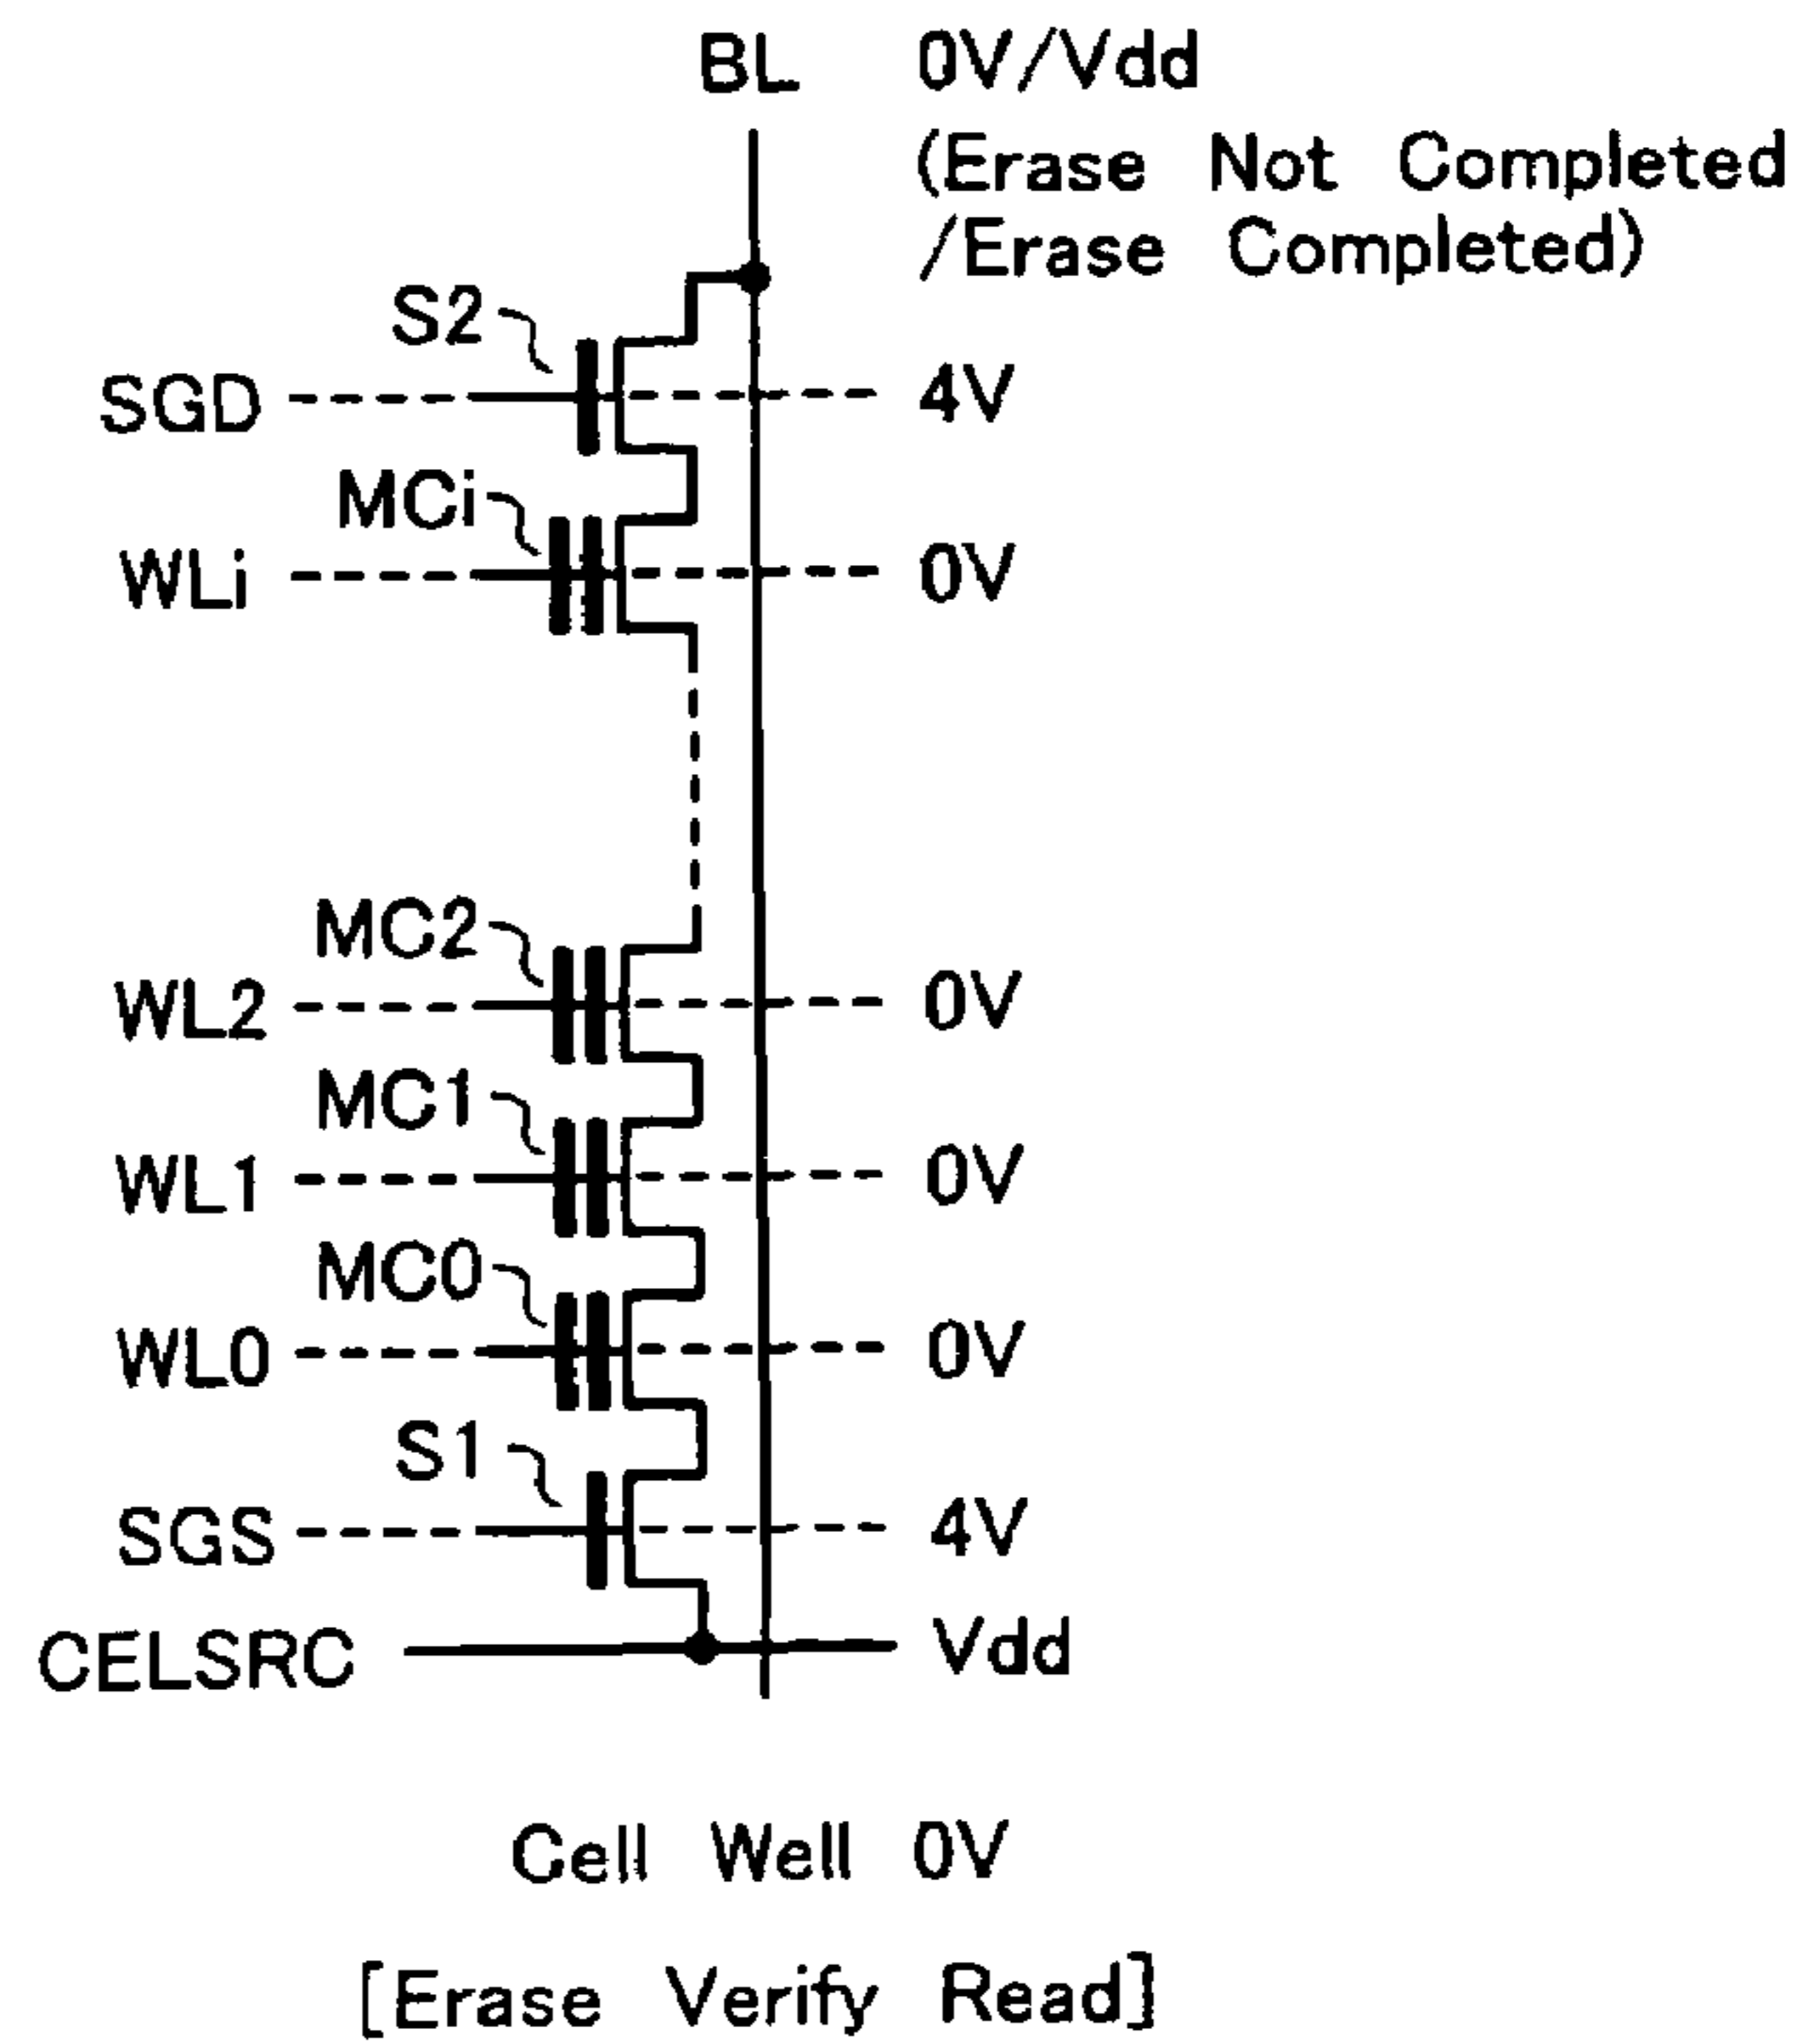 BL 0V/Vdd
(Erase Not Completed
/Erase Completed)
S2
SGD 4V
MCi
WLi 0V
MC2
WL2 0V
MC1
WL1 0V
MC0
WL0 0V
S1
SGS 4V
CELSRC Vdd
Cell Well 0V
[Erase Verify Read]